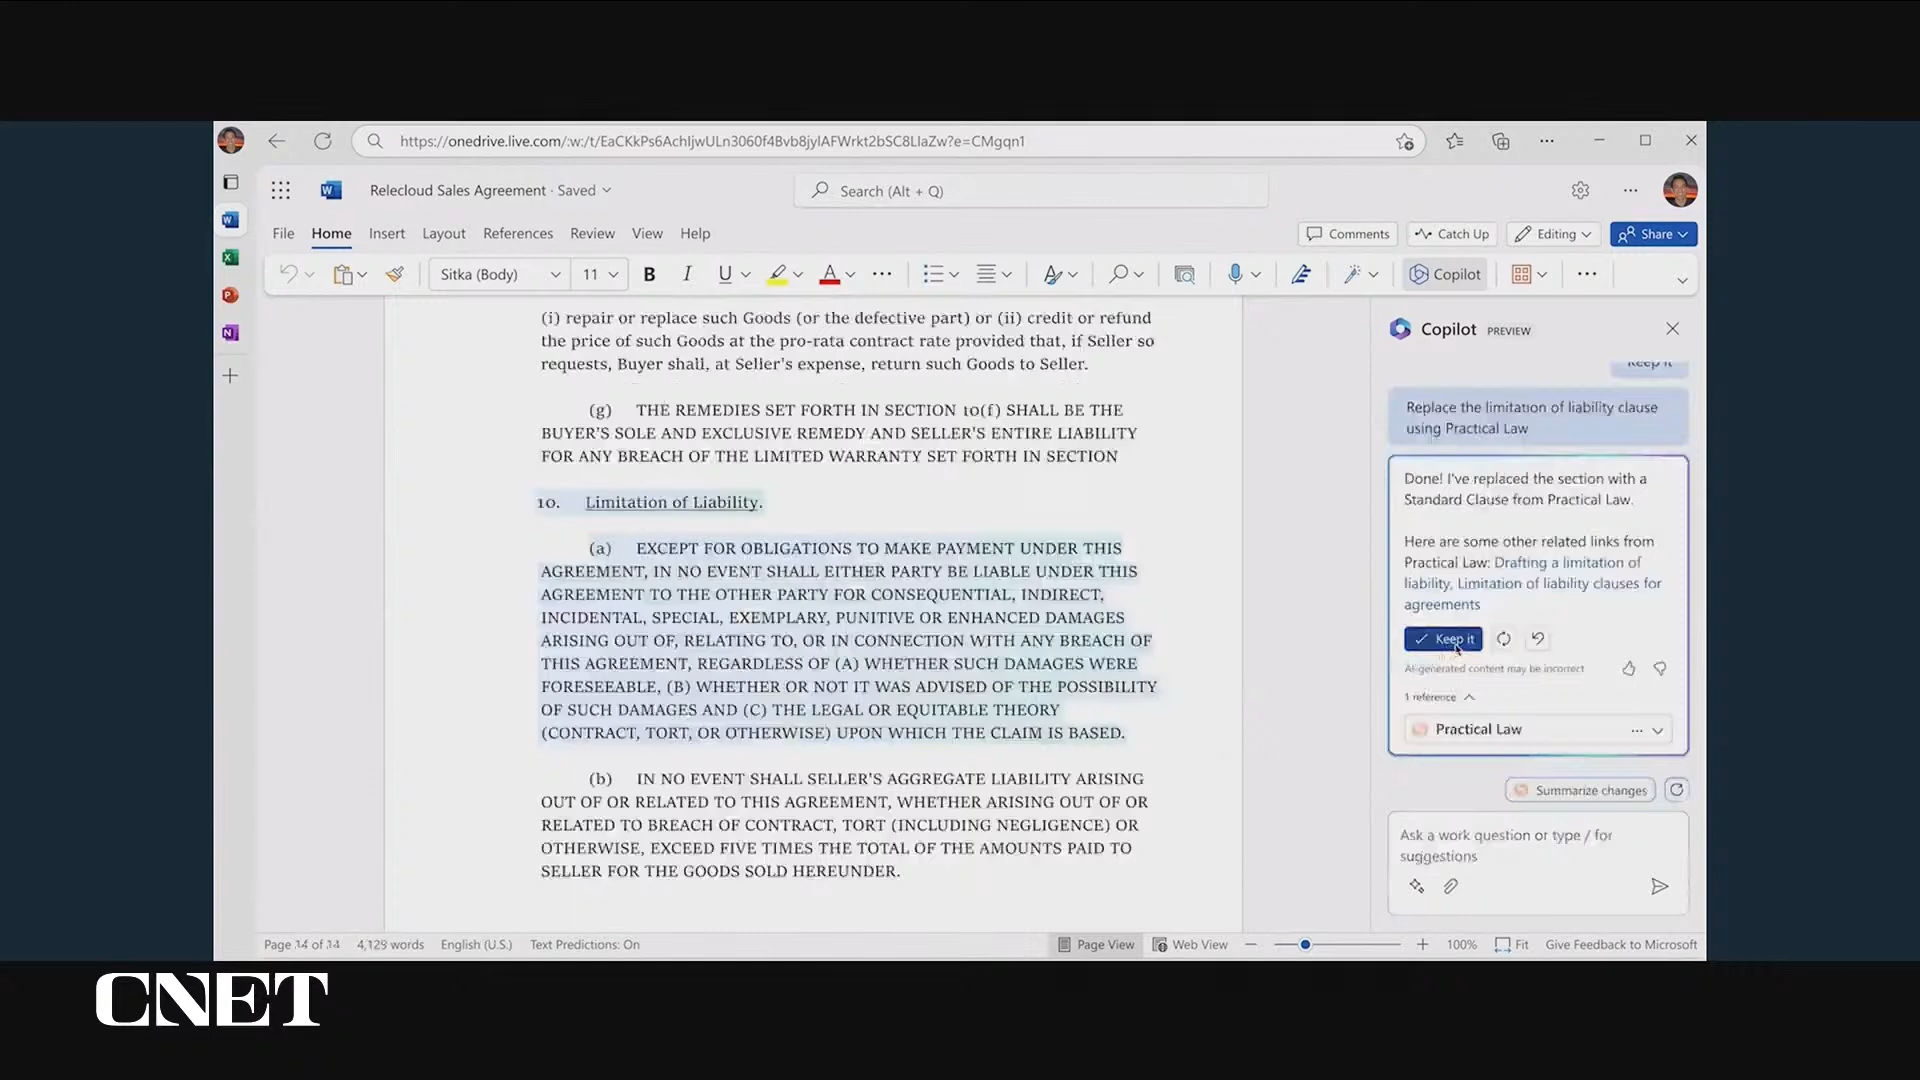 https://onedrive.live.com/:w:/t/EaCKkPs6AchIjwULn3060f4Bvb8jylAFWrkt2bSC8LIaZw?e=CMgqn1
Relecloud Sales Agreement · Saved
Search (Alt + Q)
File Home Insert Layout References Review View Help
Comments Catch Up Editing Share
Sitka (Body) 11 B I U A Copilot
(i) repair or replace such Goods (or the defective part) or (ii) credit or refund
the price of such Goods at the pro-rata contract rate provided that, if Seller so
requests, Buyer shall, at Seller's expense, return such Goods to Seller.
(g) THE REMEDIES SET FORTH IN SECTION 10(f) SHALL BE THE
BUYER'S SOLE AND EXCLUSIVE REMEDY AND SELLER'S ENTIRE LIABILITY
FOR ANY BREACH OF THE LIMITED WARRANTY SET FORTH IN SECTION
10. Limitation of Liability.
(a) EXCEPT FOR OBLIGATIONS TO MAKE PAYMENT UNDER THIS
AGREEMENT, IN NO EVENT SHALL EITHER PARTY BE LIABLE UNDER THIS
AGREEMENT TO THE OTHER PARTY FOR CONSEQUENTIAL, INDIRECT,
INCIDENTAL, SPECIAL, EXEMPLARY, PUNITIVE OR ENHANCED DAMAGES
ARISING OUT OF, RELATING TO, OR IN CONNECTION WITH ANY BREACH OF
THIS AGREEMENT, REGARDLESS OF (A) WHETHER SUCH DAMAGES WERE
FORESEEABLE, (B) WHETHER OR NOT IT WAS ADVISED OF THE POSSIBILITY
OF SUCH DAMAGES AND (C) THE LEGAL OR EQUITABLE THEORY
(CONTRACT, TORT, OR OTHERWISE) UPON WHICH THE CLAIM IS BASED.
(b) IN NO EVENT SHALL SELLER'S AGGREGATE LIABILITY ARISING
OUT OF OR RELATED TO THIS AGREEMENT, WHETHER ARISING OUT OF OR
RELATED TO BREACH OF CONTRACT, TORT (INCLUDING NEGLIGENCE) OR
OTHERWISE, EXCEED FIVE TIMES THE TOTAL OF THE AMOUNTS PAID TO
SELLER FOR THE GOODS SOLD HEREUNDER.
Copilot PREVIEW
Keep it
Replace the limitation of liability clause
using Practical Law
Done! I've replaced the section with a
Standard Clause from Practical Law.
Here are some other related links from
Practical Law: Drafting a limitation of
liability, Limitation of liability clauses for
agreements
Keep it
AI-generated content may be incorrect
1 reference
Practical Law
Summarize changes
Ask a work question or type / for
suggestions
Page 14 of 14 4,129 words English (U.S.) Text Predictions: On
Page View Web View 100% Fit Give Feedback to Microsoft
CNET